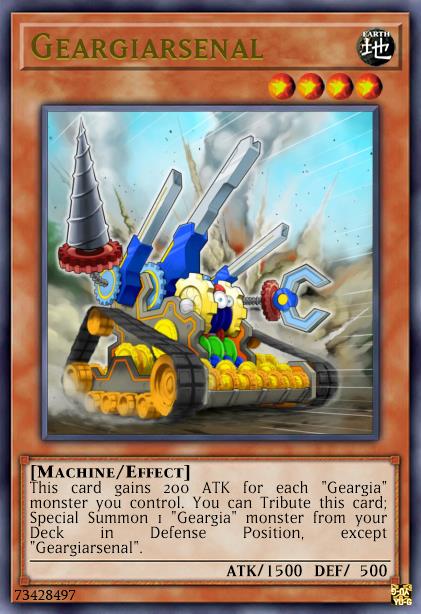 GEARGIARSENAL
EARTH
地
[MACHINE/EFFECT]
This card gains 200 ATK for each "Geargia"
monster you control. You can Tribute this card;
Special Summon 1 "Geargia" monster from your
Deck in Defense Position, except
"Geargiarsenal".
ATK/1500 DEF/ 500
73428497